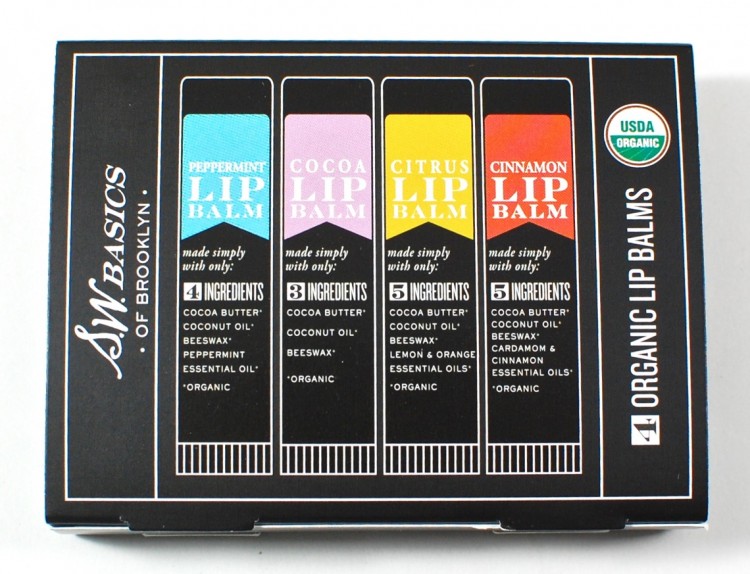 S.W. BASICS
• OF BROOKLYN •
PEPPERMINT
LIP
BALM
made simply
with only:
4 INGREDIENTS
COCOA BUTTER*
COCONUT OIL*
BEESWAX*
PEPPERMINT
ESSENTIAL OIL*
*ORGANIC
COCOA
LIP
BALM
made simply
with only:
3 INGREDIENTS
COCOA BUTTER*
COCONUT OIL*
BEESWAX*
*ORGANIC
CITRUS
LIP
BALM
made simply
with only:
5 INGREDIENTS
COCOA BUTTER*
COCONUT OIL*
BEESWAX*
LEMON & ORANGE
ESSENTIAL OILS*
*ORGANIC
CINNAMON
LIP
BALM
made simply
with only:
5 INGREDIENTS
COCOA BUTTER*
COCONUT OIL*
BEESWAX*
CARDAMOM &
CINNAMON
ESSENTIAL OILS*
*ORGANIC
USDA
ORGANIC
4 ORGANIC LIP BALMS